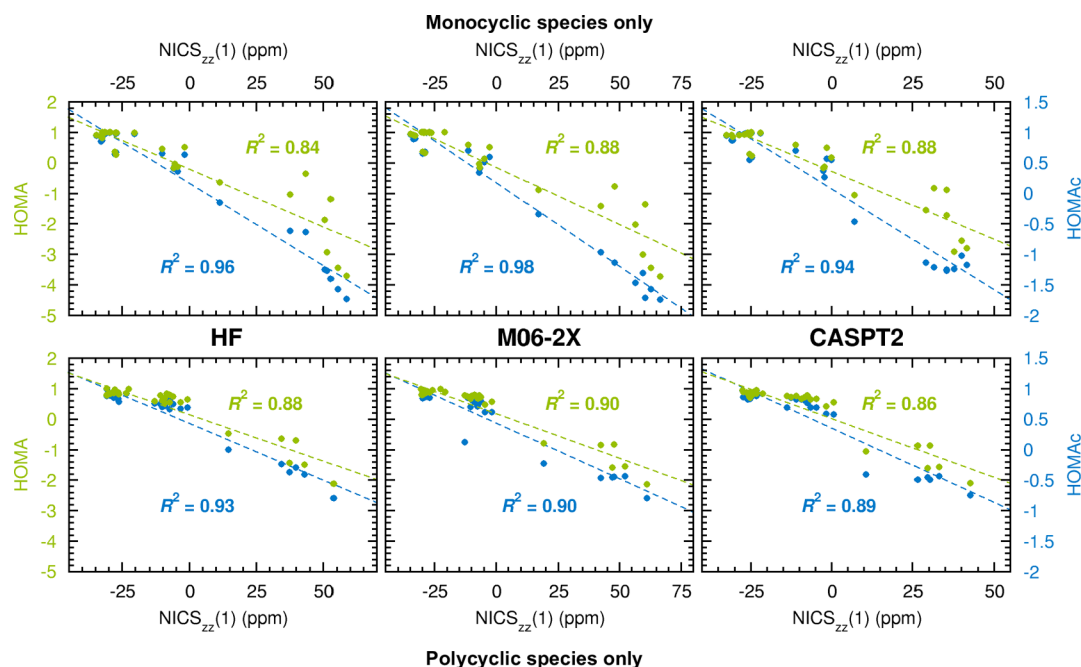 Monocyclic species only
NICSzz(1) (ppm) NICSzz(1) (ppm) NICSzz(1) (ppm)
-25 0 25 50 -25 0 25 50 75 -25 0 25 50
2 1.5
1 1
0 0.5
-1 0
-2 -0.5
-3 -1
-4 -1.5
-5 -2
HOMA
HOMAc
R2 = 0.84 R2 = 0.88 R2 = 0.88
R2 = 0.96 R2 = 0.98 R2 = 0.94
HF M06-2X CASPT2
2 1.5
1 1
0 0.5
-1 0
-2 -0.5
-3 -1
-4 -1.5
-5 -2
HOMA
HOMAc
R2 = 0.88 R2 = 0.90 R2 = 0.86
R2 = 0.93 R2 = 0.90 R2 = 0.89
-25 0 25 50 -25 0 25 50 75 -25 0 25 50
NICSzz(1) (ppm) NICSzz(1) (ppm) NICSzz(1) (ppm)
Polycyclic species only